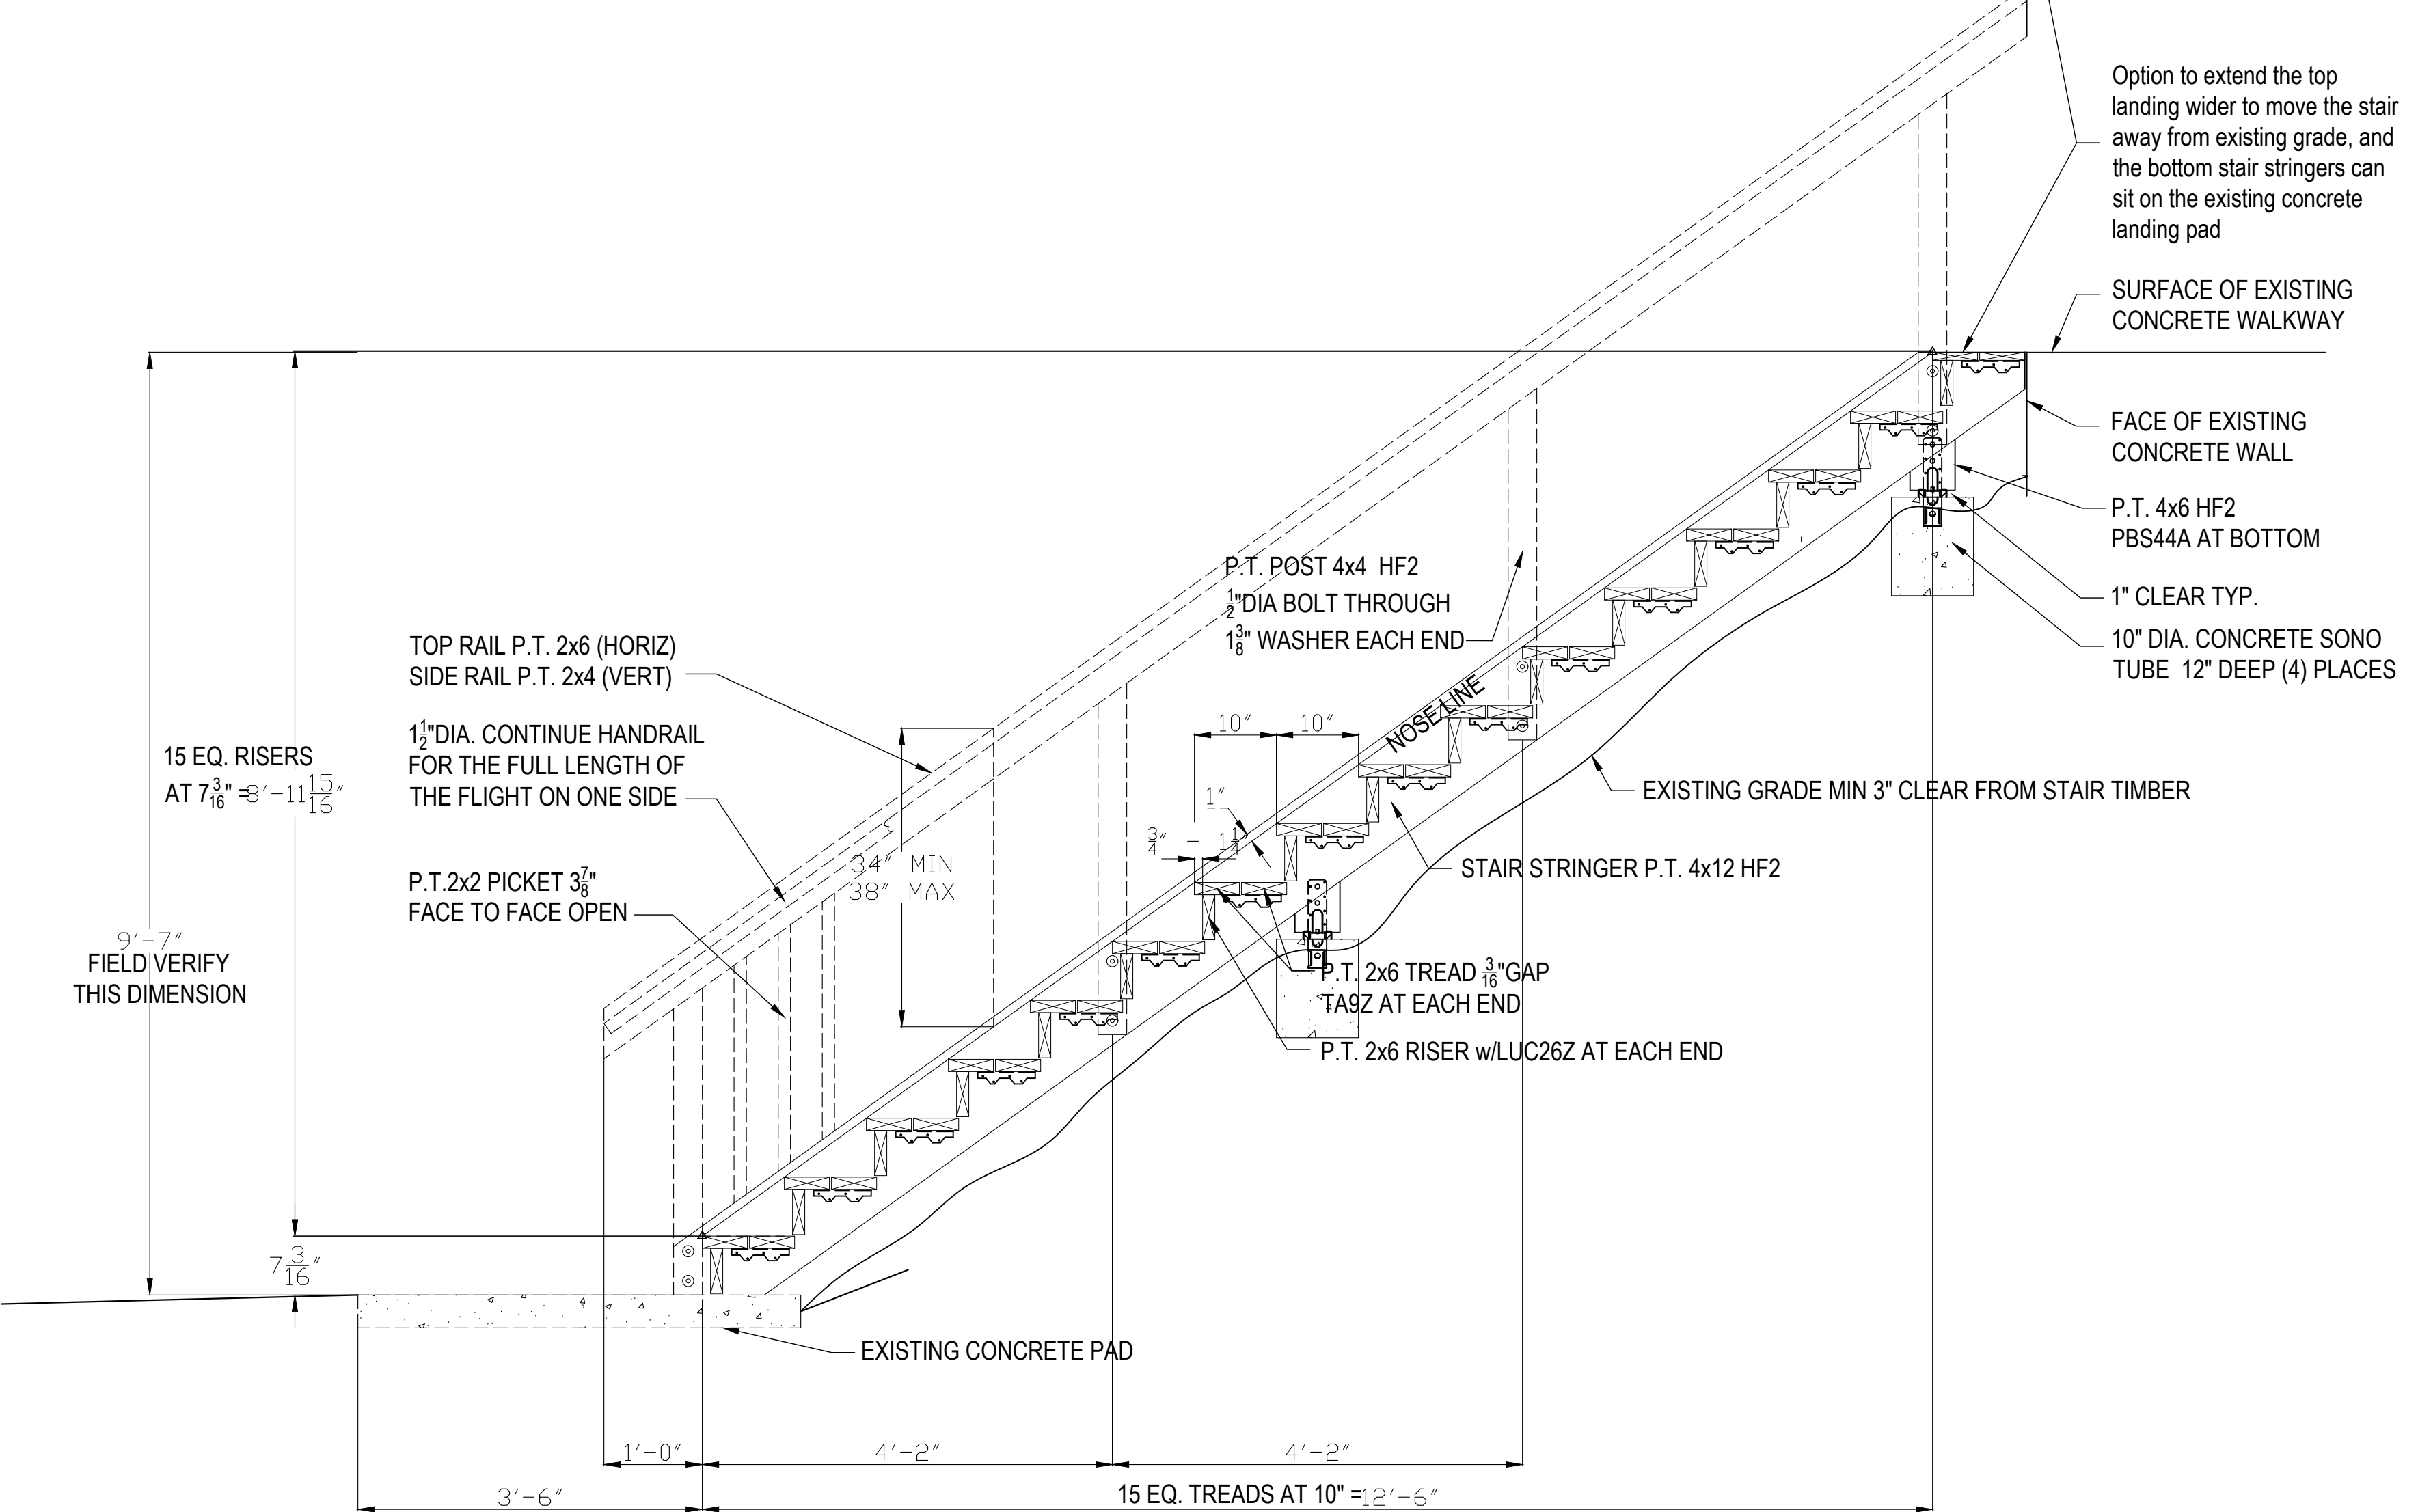 Option to extend the top
landing wider to move the stair
away from existing grade, and
the bottom stair stringers can
sit on the existing concrete
landing pad
SURFACE OF EXISTING
CONCRETE WALKWAY
FACE OF EXISTING
CONCRETE WALL
P.T. 4x6 HF2
PBS44A AT BOTTOM
1" CLEAR TYP.
10" DIA. CONCRETE SONO
TUBE 12" DEEP (4) PLACES
P.T. POST 4x4 HF2
1/2"DIA BOLT THROUGH
1 3/8" WASHER EACH END
TOP RAIL P.T. 2x6 (HORIZ)
SIDE RAIL P.T. 2x4 (VERT)
1 1/2"DIA. CONTINUE HANDRAIL
FOR THE FULL LENGTH OF
THE FLIGHT ON ONE SIDE
P.T.2x2 PICKET 3 7/8"
FACE TO FACE OPEN
15 EQ. RISERS
AT 7 3/16" =8'-11 15/16"
9'-7"
FIELD VERIFY
THIS DIMENSION
7 3/16"
34" MIN
38" MAX
NOSE LINE
10"
10"
1"
3/4" - 1 1/4"
EXISTING GRADE MIN 3" CLEAR FROM STAIR TIMBER
STAIR STRINGER P.T. 4x12 HF2
P.T. 2x6 TREAD 3/16"GAP
TA9Z AT EACH END
P.T. 2x6 RISER w/LUC26Z AT EACH END
EXISTING CONCRETE PAD
1'-0"
4'-2"
4'-2"
3'-6"
15 EQ. TREADS AT 10" =12'-6"